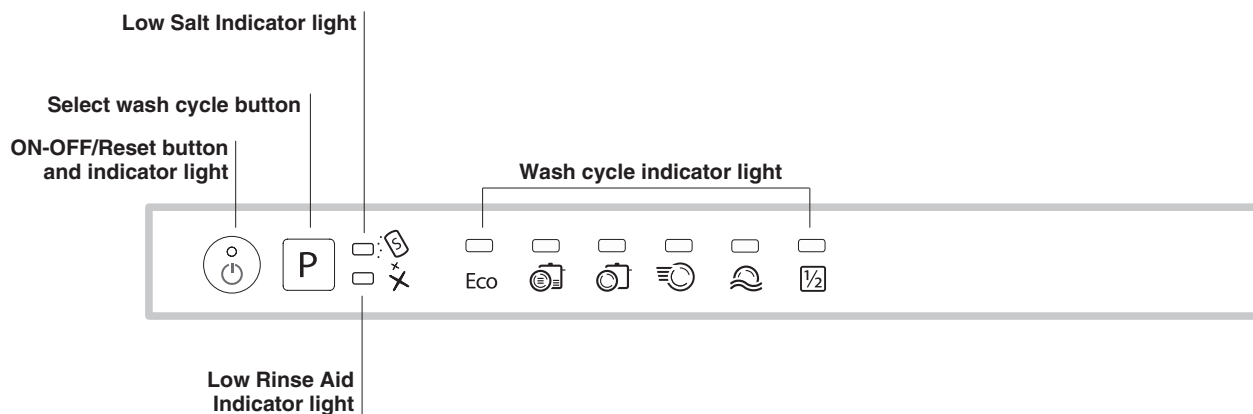 Low Salt Indicator light
Select wash cycle button
ON-OFF/Reset button
and indicator light
Wash cycle indicator light
P
S
Eco
½
Low Rinse Aid
Indicator light